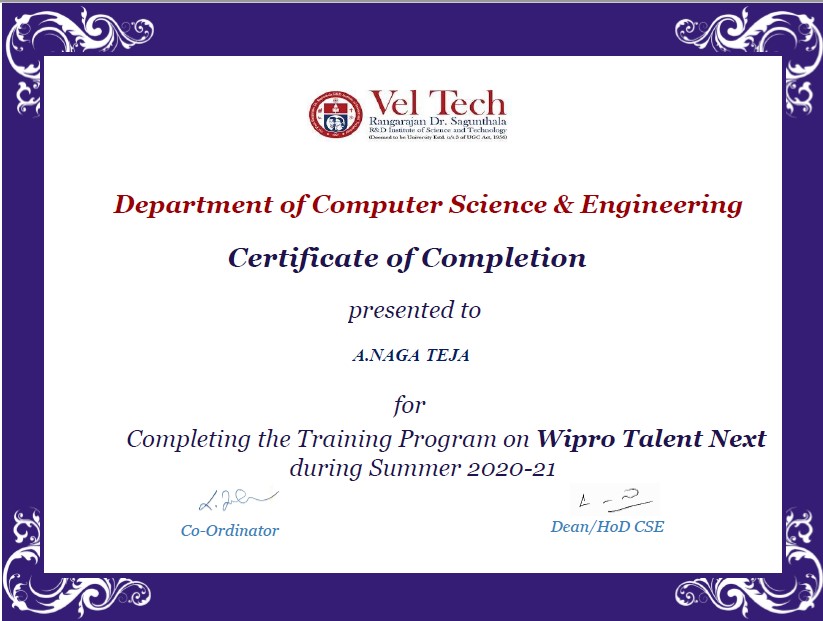 Vel Tech
Rangarajan Dr. Sagunthala
R&D Institute of Science and Technology
(Deemed to be University Estd. u/s 3 of UGC Act, 1956)
Department of Computer Science & Engineering
Certificate of Completion
presented to
A.NAGA TEJA
for
Completing the Training Program on Wipro Talent Next
during Summer 2020-21
Co-Ordinator
Dean/HoD CSE